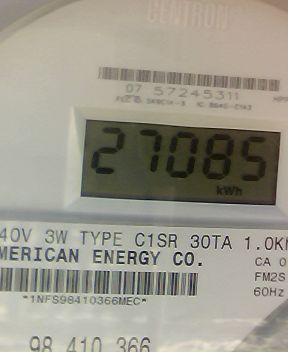 CENTRON
07 57245311
27085
kWh
40V 3W TYPE C1SR 30TA 1.0K
MERICAN ENERGY CO.
CA 0
FM2S
60Hz
*1NFS98410366MEC*
98 410 366